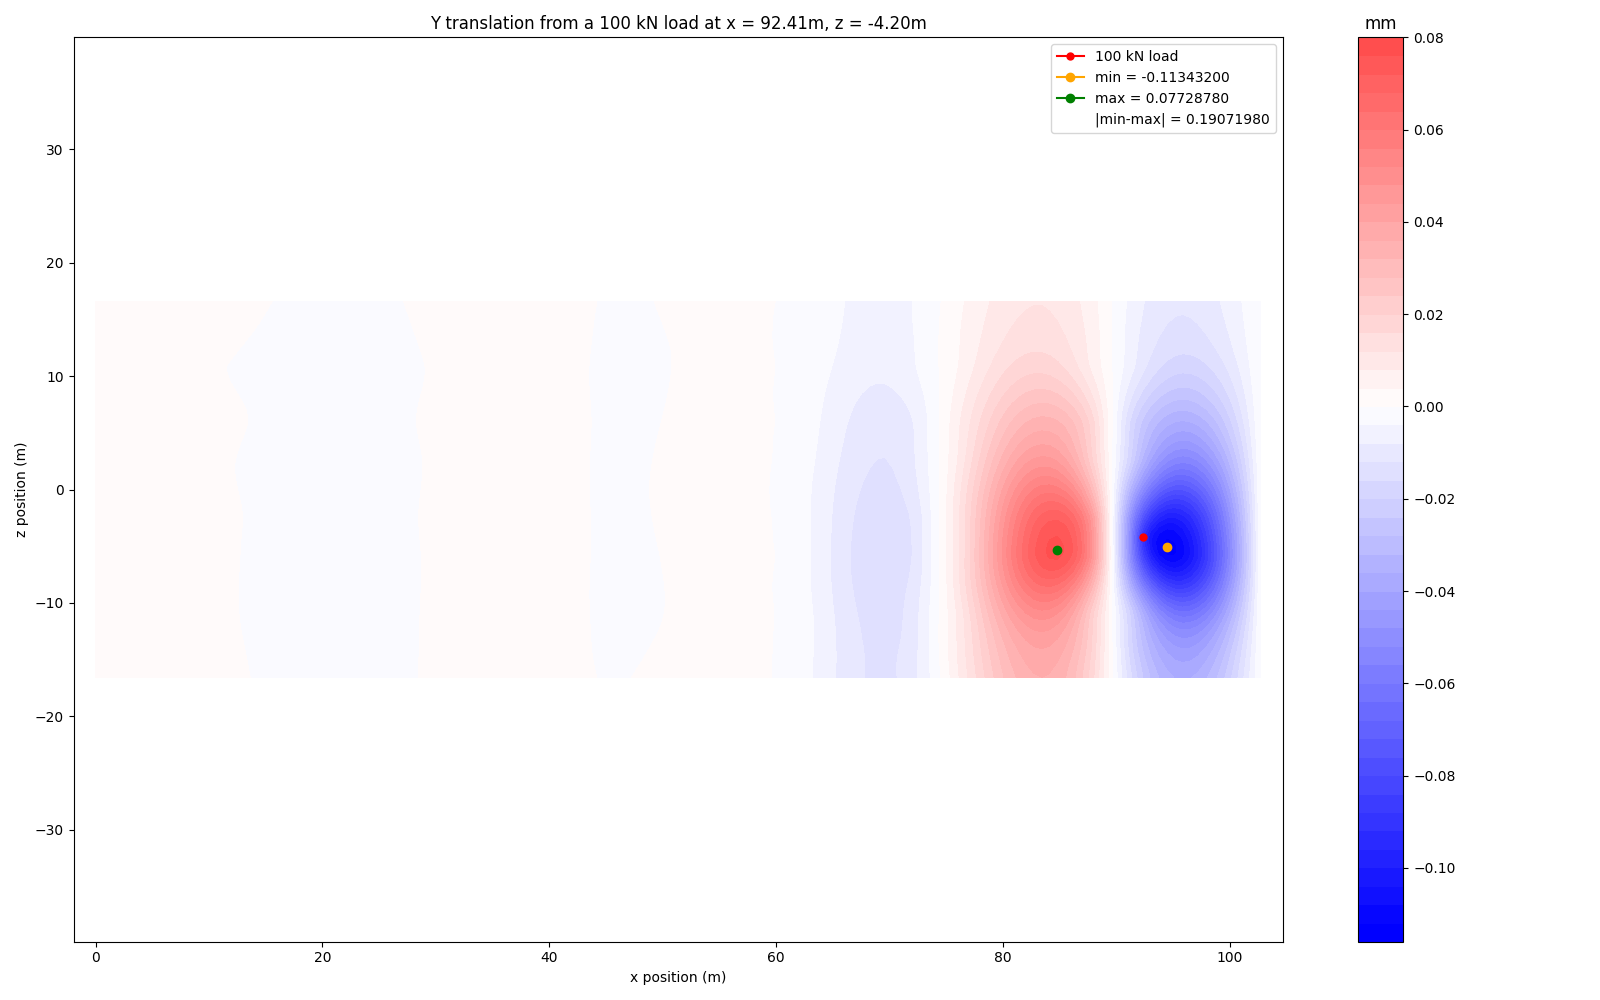 Y translation from a 100 kN load at x = 92.41m, z = -4.20m
mm
100 kN load
min = -0.11343200
max = 0.07728780
|min-max| = 0.19071980
z position (m)
30
20
10
0
−10
−20
−30
0
20
40
60
80
100
x position (m)
0.08
0.06
0.04
0.02
0.00
−0.02
−0.04
−0.06
−0.08
−0.10